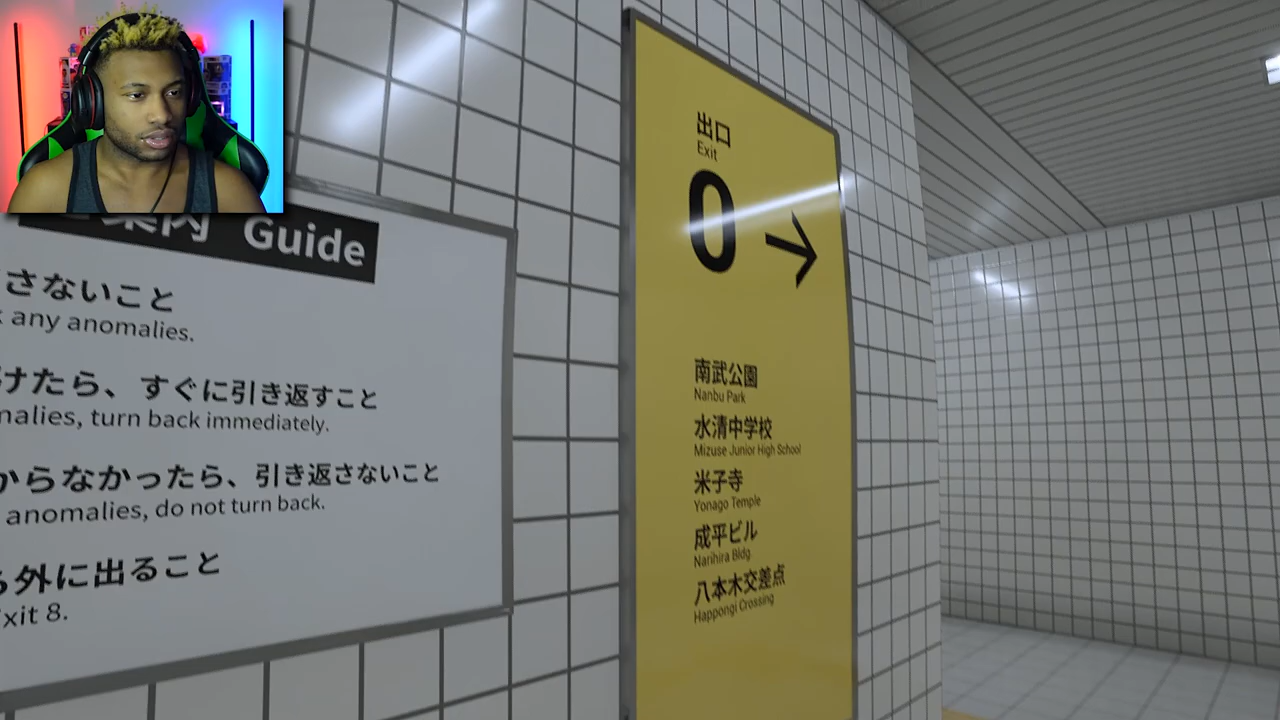 案内 Guide
さないこと
any anomalies.
けたら、すぐに引き返すこと
malies, turn back immediately.
からなかったら、引き返さないこと
anomalies, do not turn back.
外に出ること
Exit 8.
出口
Exit
0 →
南武公園
Nanbu Park
水清中学校
Mizuse Junior High School
米子寺
Yonago Temple
成平ビル
Narihira Bldg
八本木交差点
Happongi Crossing